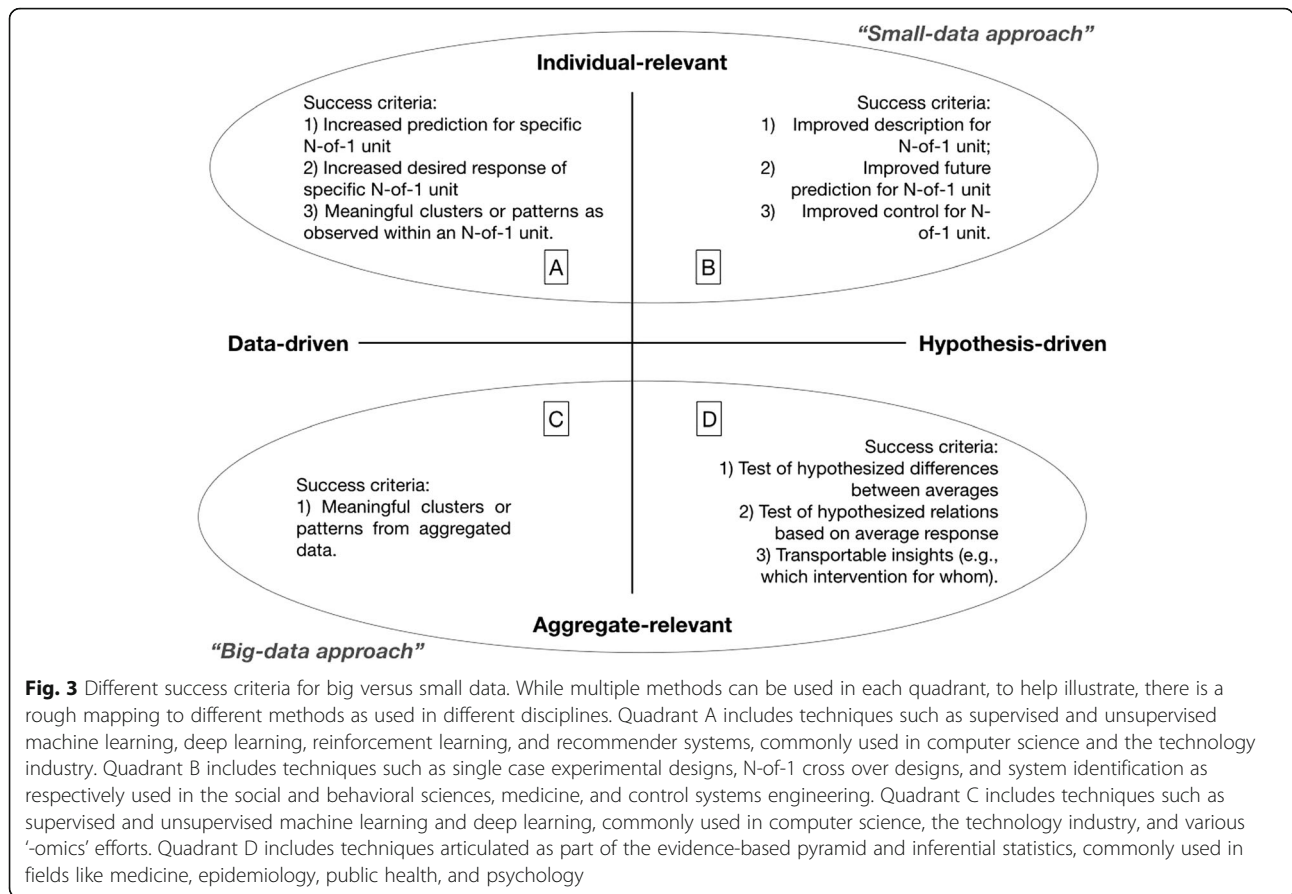 “Small-data approach”
Individual-relevant
Success criteria:
1) Increased prediction for specific
N-of-1 unit
2) Increased desired response of
specific N-of-1 unit
3) Meaningful clusters or patterns as
observed within an N-of-1 unit.
A
Success criteria:
1) Improved description for
N-of-1 unit;
2) Improved future
prediction for N-of-1 unit
3) Improved control for N-
of-1 unit.
B
Data-driven
Hypothesis-driven
C
Success criteria:
1) Meaningful clusters or
patterns from aggregated
data.
D
Success criteria:
1) Test of hypothesized differences
between averages
2) Test of hypothesized relations
based on average response
3) Transportable insights (e.g.,
which intervention for whom).
Aggregate-relevant
“Big-data approach”
Fig. 3 Different success criteria for big versus small data. While multiple methods can be used in each quadrant, to help illustrate, there is a
rough mapping to different methods as used in different disciplines. Quadrant A includes techniques such as supervised and unsupervised
machine learning, deep learning, reinforcement learning, and recommender systems, commonly used in computer science and the technology
industry. Quadrant B includes techniques such as single case experimental designs, N-of-1 cross over designs, and system identification as
respectively used in the social and behavioral sciences, medicine, and control systems engineering. Quadrant C includes techniques such as
supervised and unsupervised machine learning and deep learning, commonly used in computer science, the technology industry, and various
‘-omics’ efforts. Quadrant D includes techniques articulated as part of the evidence-based pyramid and inferential statistics, commonly used in
fields like medicine, epidemiology, public health, and psychology